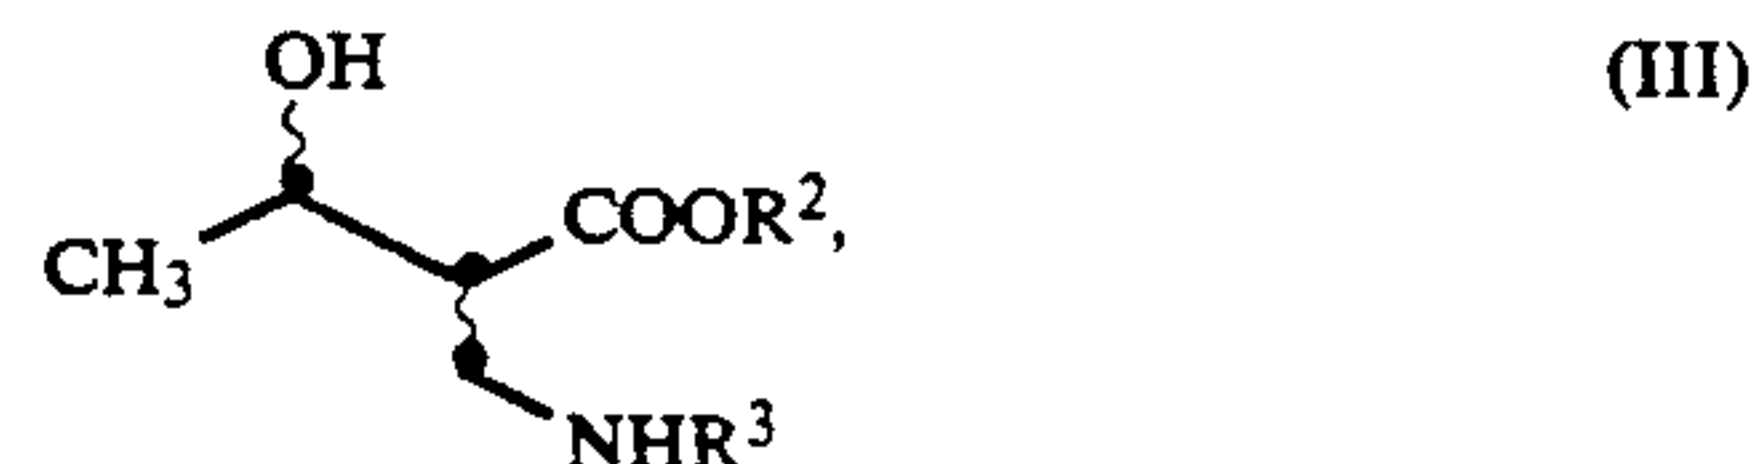 OH
(III)
COOR²,
CH₃
NHR³